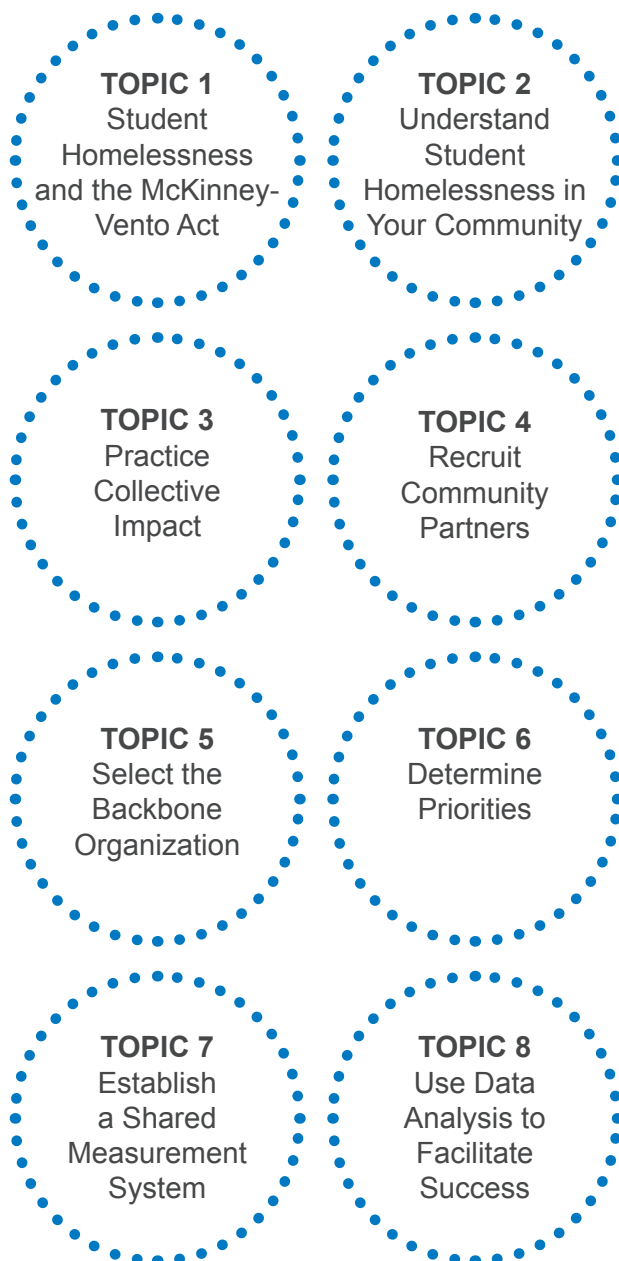 TOPIC 1
Student
Homelessness
and the McKinney-
Vento Act
TOPIC 2
Understand
Student
Homelessness in
Your Community
TOPIC 3
Practice
Collective
Impact
TOPIC 4
Recruit
Community
Partners
TOPIC 5
Select the
Backbone
Organization
TOPIC 6
Determine
Priorities
TOPIC 7
Establish
a Shared
Measurement
System
TOPIC 8
Use Data
Analysis to
Facilitate
Success